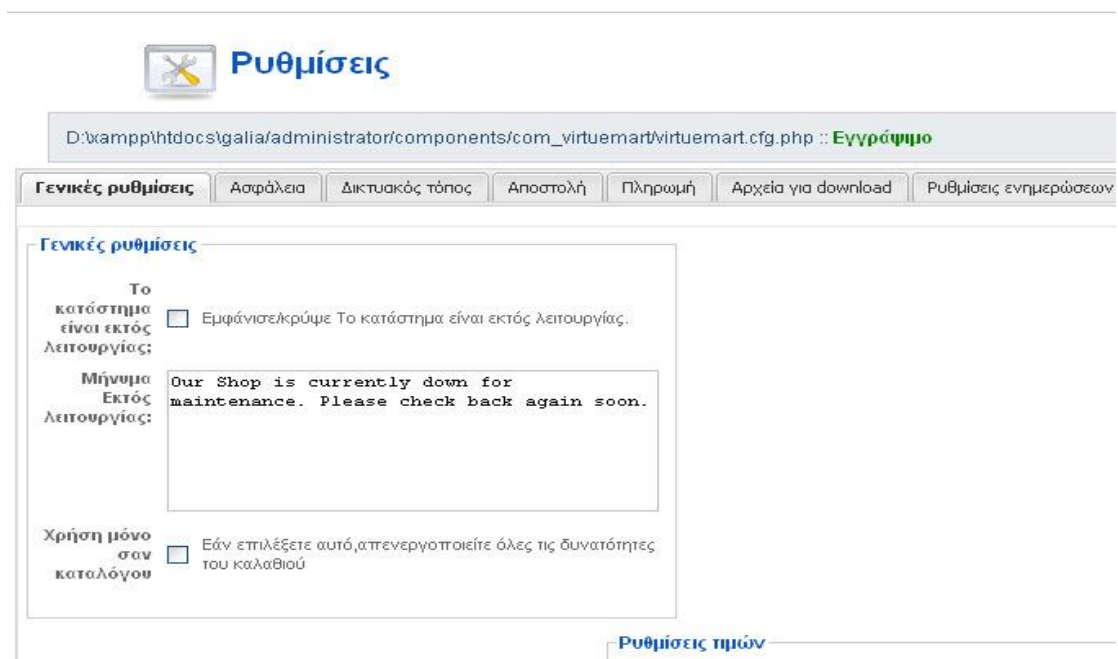 Ρυθμίσεις
D:\xampp\htdocs\galia/administrator/components/com_virtuemart/virtuemart.cfg.php :: Εγγράψιμο
Γενικές ρυθμίσεις Ασφάλεια Δικτυακός τόπος Αποστολή Πληρωμή Αρχεία για download Ρυθμίσεις ενημερώσεων
Γενικές ρυθμίσεις
Το
κατάστημα
είναι εκτός
λειτουργίας;
Εμφάνισε/κρύψε Το κατάστημα είναι εκτός λειτουργίας.
Μήνυμα
Εκτός
λειτουργίας:
Our Shop is currently down for
maintenance. Please check back again soon.
Χρήση μόνο
σαν
καταλόγου
Εάν επιλέξετε αυτό,απενεργοποιείτε όλες τις δυνατότητες
του καλαθιού
Ρυθμίσεις τιμών